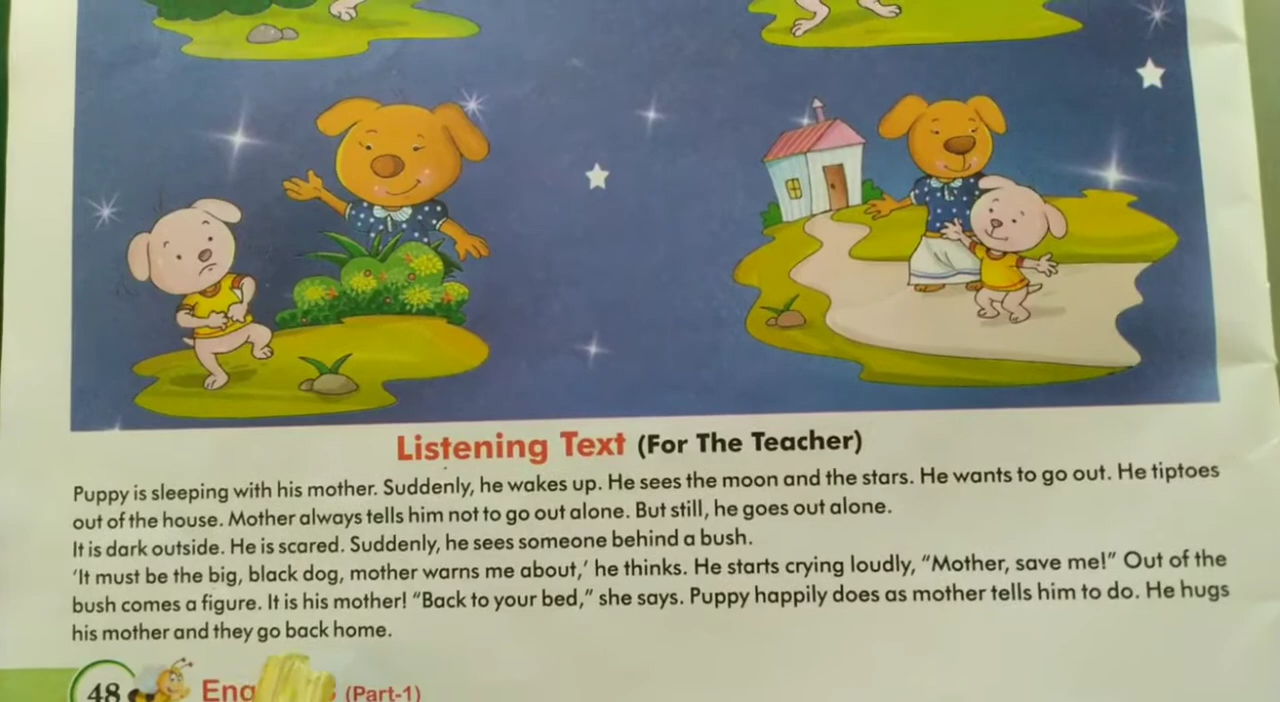 Listening Text (For The Teacher)
Puppy is sleeping with his mother. Suddenly, he wakes up. He sees the moon and the stars. He wants to go out. He tiptoes
out of the house. Mother always tells him not to go out alone. But still, he goes out alone.
It is dark outside. He is scared. Suddenly, he sees someone behind a bush.
‘It must be the big, black dog, mother warns me about,’ he thinks. He starts crying loudly, “Mother, save me!” Out of the
bush comes a figure. It is his mother! “Back to your bed,” she says. Puppy happily does as mother tells him to do. He hugs
his mother and they go back home.
48 (Part-1)